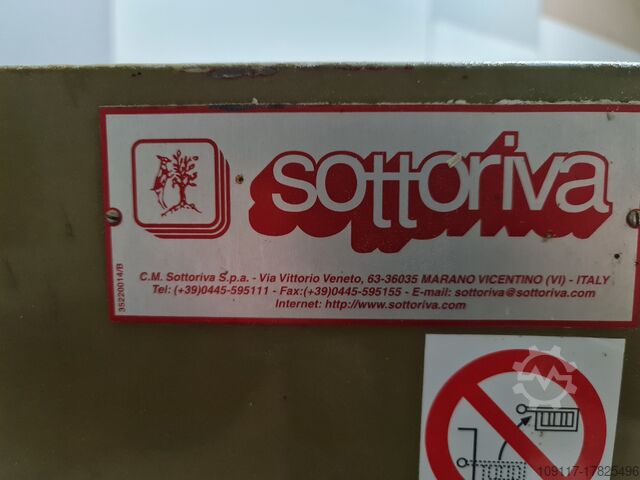 sottoriva
C.M. Sottoriva S.p.a. - Via Vittorio Veneto, 63-36035 MARANO VICENTINO (VI) - ITALY
Tel: (+39)0445-595111 - Fax:(+39)0445-595155 - E-mail: sottoriva@sottoriva.com
Internet: http://www.sottoriva.com
35220014/B
109117-17825496